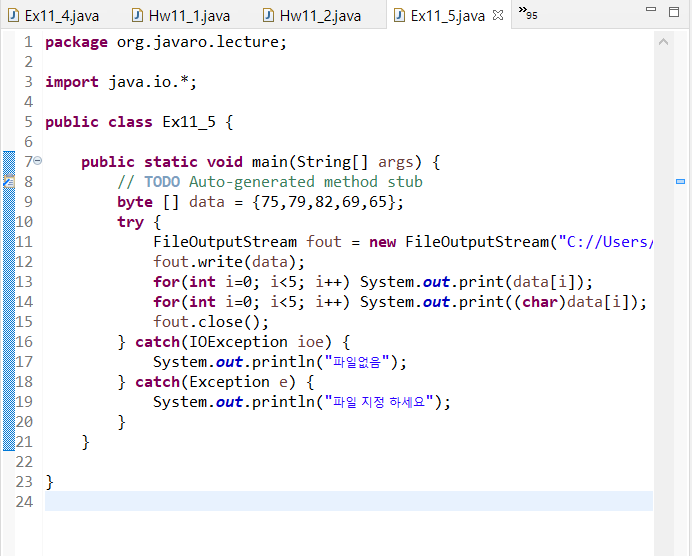 Ex11_4.java Hw11_1.java Hw11_2.java Ex11_5.java »95
1 package org.javaro.lecture;
2
3 import java.io.*;
4
5 public class Ex11_5 {
6
7 public static void main(String[] args) {
8 // TODO Auto-generated method stub
9 byte [] data = {75,79,82,69,65};
10 try {
11 FileOutputStream fout = new FileOutputStream("C://Users/
12 fout.write(data);
13 for(int i=0; i<5; i++) System.out.print(data[i]);
14 for(int i=0; i<5; i++) System.out.print((char)data[i]);
15 fout.close();
16 } catch(IOException ioe) {
17 System.out.println("파일없음");
18 } catch(Exception e) {
19 System.out.println("파일 지정 하세요");
20 }
21 }
22
23 }
24